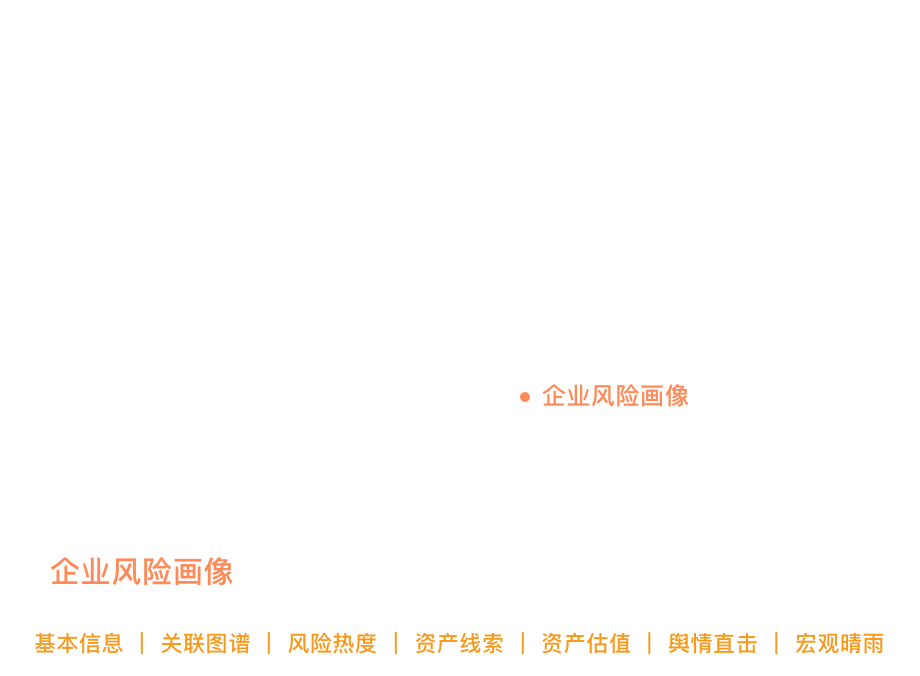 • 企业风险画像
企业风险画像
基本信息 | 关联图谱 | 风险热度 | 资产线索 | 资产估值 | 舆情直击 | 宏观晴雨